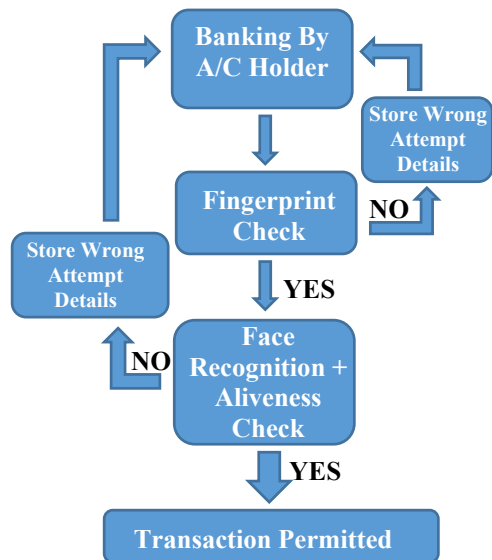 Banking By
A/C Holder
Store Wrong
Attempt
Details
Fingerprint
Check
NO
Store Wrong
Attempt
Details
YES
Face
Recognition +
Aliveness
Check
NO
YES
Transaction Permitted